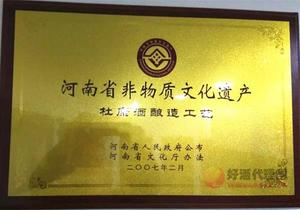 河南省非物质文化遗产
杜康酒酿造工艺
河南省人民政府公布
河南省文化厅颁发
二〇〇七年二月
好酒代理网